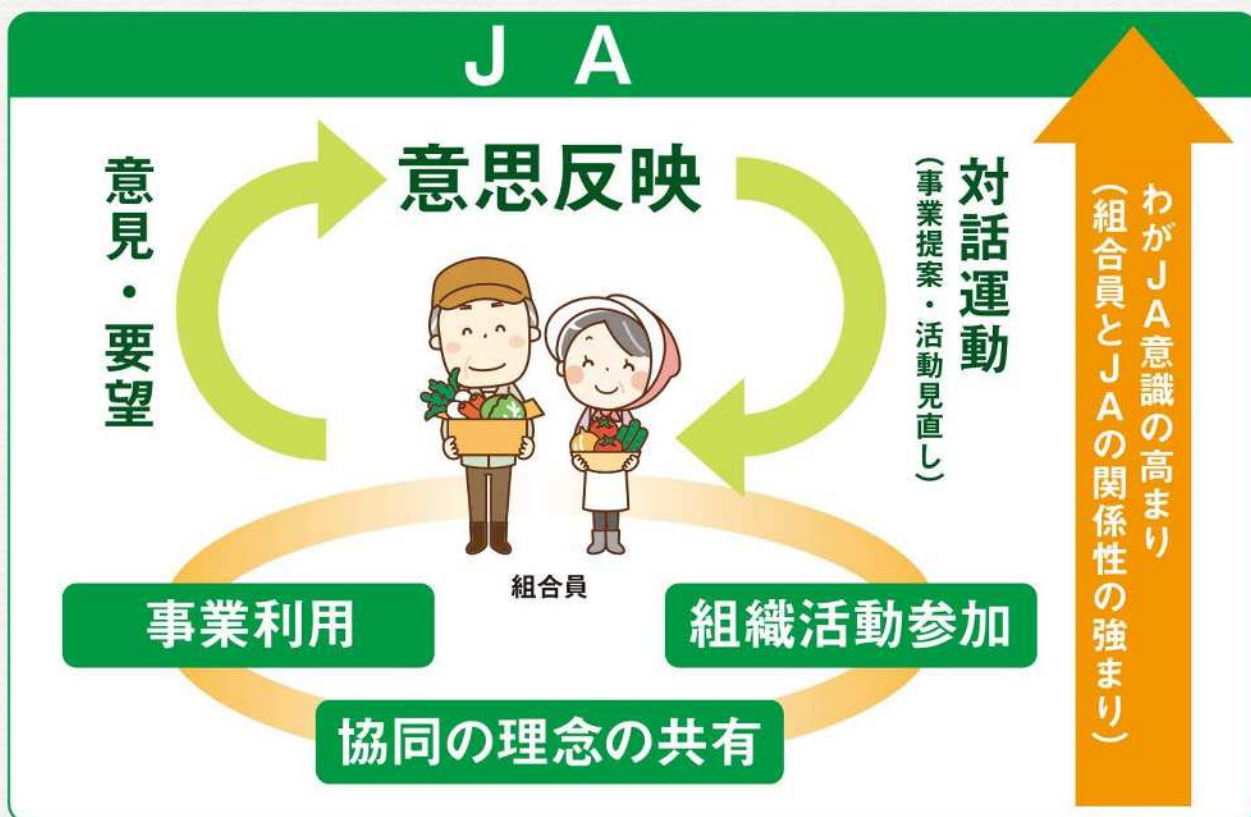 JA
意見・要望
意思反映
対話運動
(事業提案・活動見直し)
わがJA意識の高まり
(組合員とJAの関係性の強まり)
組合員
事業利用
組織活動参加
協同の理念の共有